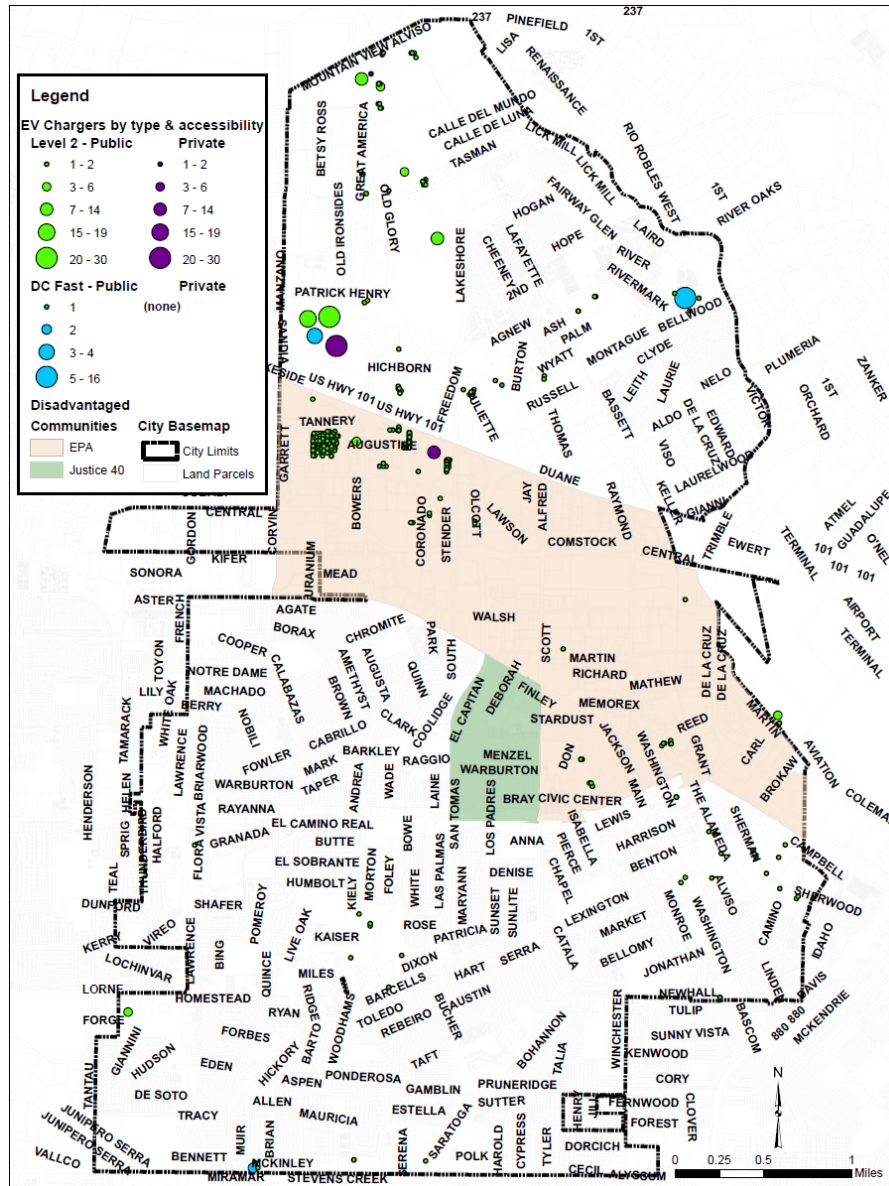 237
237
PINEFIELD
1ST
LISA
RENAISSANCE
MOUNTAIN VIEW ALVISO
Legend
EV Chargers by type & accessibility
Level 2 - Public
Private
1 - 2
1 - 2
3 - 6
3 - 6
7 - 14
7 - 14
15 - 19
15 - 19
20 - 30
20 - 30
DC Fast - Public
Private
1
(none)
2
3 - 4
5 - 16
Disadvantaged
Communities
City Basemap
EPA
City Limits
Justice 40
Land Parcels
BETSY ROSS
GREAT AMERICA
CALLE DEL MUNDO
CALLE DE LUNA
TASMAN
LICK MILL
LICK MILL
RIO ROBLES WEST
1ST
RIVER OAKS
OLD IRONSIDES
OLD GLORY
HOGAN
FAIRWAY GLEN
LAIRD
HOPE
RIVER
LAKESHORE
CHEENEY
LAFAYETTE
2ND
RIVERMARK
MANZANO
SANDIA
PATRICK HENRY
BELLWOOD
AGNEW
ASH
PALM
MONTAGUE
CLYDE
WYATT
HICHBORN
BURTON
RUSSELL
BASSETT
LEITH
LAURIE
NELO
VICTOR
PLUMERIA
ZANKER
1ST
ORCHARD
KESIDE
US HWY 101
US HWY 101
FREEDOM
JULIETTE
ALDO
DE LA CRUZ
EDWARD
VISO
THOMAS
LAURELWOOD
TANNERY
AUGUSTINE
GARRETT
DUANE
KELLER
GIANNI
ATMEL
GUADALUPE
O'NEL
BOWERS
CORONADO
STENDER
OLCOTT
LAWSON
JAY
ALFRED
RAYMOND
COMSTOCK
CENTRAL
TRIMBLE
EWERT
TERMINAL
101
101
101
CENTRAL
GORDON
CORVIN
KIFER
SONORA
URANIUM
MEAD
AIRPORT
TERMINAL
ASTER
FRENCH
AGATE
BORAX
CHROMITE
WALSH
PARK
SOUTH
SCOTT
COOPER
TOYON
NOTRE DAME
CALABAZAS
AMETHYST
AUGUSTA
QUINN
MARTIN
RICHARD
MATHEW
DE LA CRUZ
DE LA CRUZ
LILY
WHITE OAK
MACHADO
BERRY
BROWN
CLARK
COOLIDGE
EL CAPITAN
DEBORAH
FINLEY
MEMOREX
STARDUST
TAMARACK
NOBILI
CABRILLO
REED
MARTIN
HENDERSON
LAWRENCE
BRIARWOOD
FOWLER
MARK
BARKLEY
RAGGIO
MENZEL
WARBURTON
DON
JACKSON
MAIN
WASHINGTON
GRANT
CARL
AVIATION
BROKAW
COLEMA
WARBURTON
TAPER
ANDREA
WADE
LAINE
SAN TOMAS
LOS PADRES
BRAY
CIVIC CENTER
HELEN
SPRIG
HALFORD
THUNDERBIRD
FLORA VISTA
RAYANNA
GRANADA
EL CAMINO REAL
BUTTE
BOWE
ISABELLA
LEWIS
THE ALAMEDA
SHERMAN
PIERCE
HARRISON
ANNA
CAMPBELL
TEAL
EL SOBRANTE
HUMBOLT
KIELY
MORTON
FOLEY
WHITE
LAS PALMAS
MARYANN
DENISE
CHAPEL
BENTON
SHERWOOD
DUNFORD
SHAFER
POMEROY
SUNSET
SUNLITE
LEXINGTON
MARKET
MONROE
WASHINGTON
ALVISO
CAMINO
IDAHO
KERRY
VIREO
LAWRENCE
BING
LIVE OAK
KAISER
ROSE
PATRICIA
CATALA
BELLOMY
LOCHINVAR
QUINCE
MILES
DIXON
HART
SERRA
JONATHAN
LINDEN
DAVIS
LORNE
HOMESTEAD
BARCELLS
TOLEDO
AUSTIN
NEWHALL
TULIP
BASCOM
880 880
MCKENDRIE
FORGE
RYAN
RIDGE
BARTO
WOODHAMS
REBEIRO
BUCHER
WINCHESTER
SUNNY VISTA
GIANNINI
HUDSON
FORBES
EDEN
HICKORY
BOHANNON
TALIA
KENWOOD
TANTAU
TAFT
CORY
DE SOTO
ASPEN
PONDEROSA
GAMBLIN
PRUNERIDGE
SUTTER
HENRY
FERNWOOD
FOREST
CLOVER
TRACY
ALLEN
MAURICIA
ESTELLA
JUNIPERO SERRA
JUNIPERO SERRA
VALLCO
BENNETT
MUIR
BRIAN
MCKINLEY
MIRAMAR
STEVENS CREEK
SERENA
SARATOGA
POLK
HAROLD
CYPRESS
TYLER
DORCICH
CECIL
ALYSSUM
N
0
0.25
0.5
1
Miles